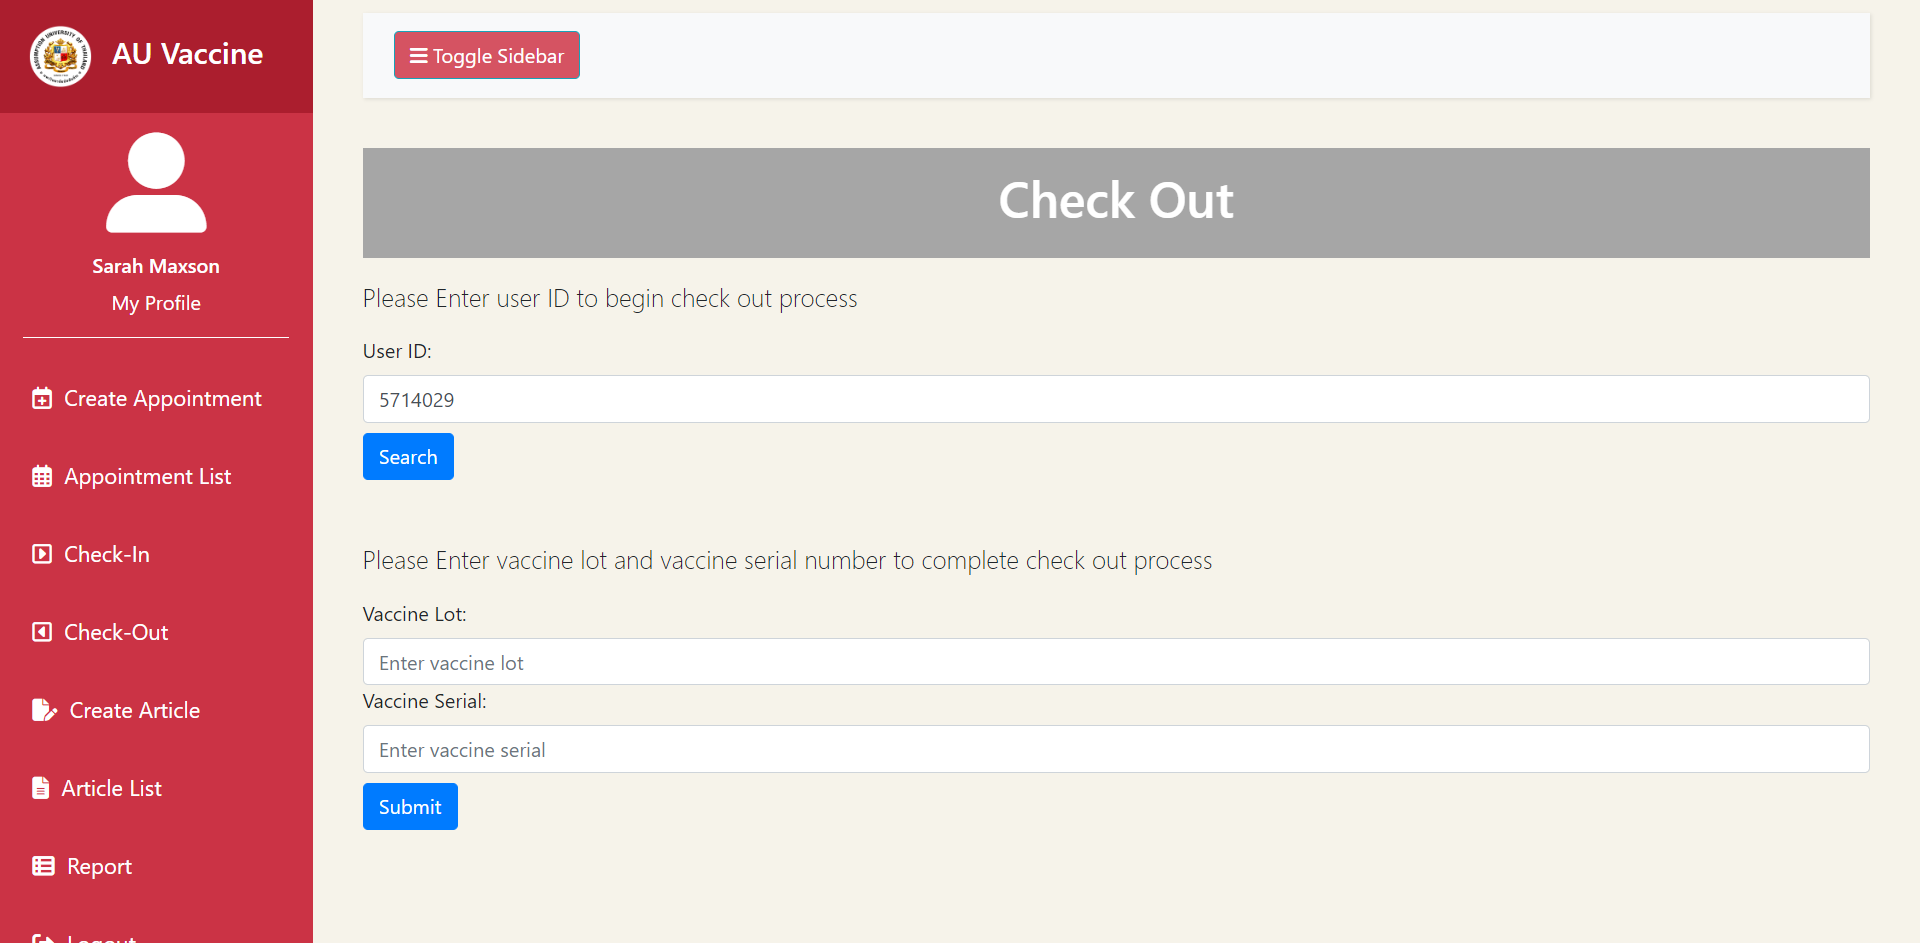 AU Vaccine
Sarah Maxson
My Profile
Create Appointment
Appointment List
Check-In
Check-Out
Create Article
Article List
Report
Logout
Toggle Sidebar
Check Out
Please Enter user ID to begin check out process
User ID:
5714029
Search
Please Enter vaccine lot and vaccine serial number to complete check out process
Vaccine Lot:
Enter vaccine lot
Vaccine Serial:
Enter vaccine serial
Submit